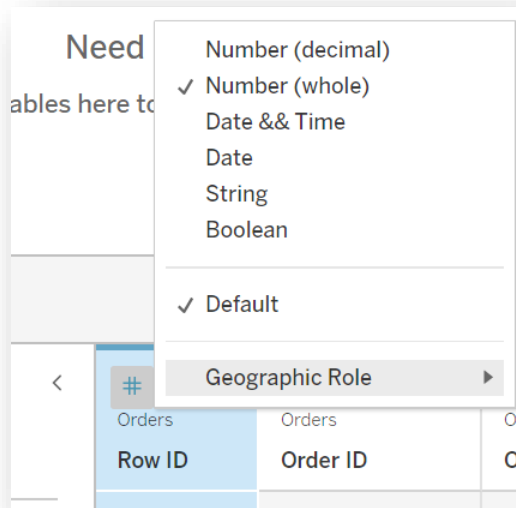 Need
ables here to
Number (decimal)
Number (whole)
Date && Time
Date
String
Boolean
Default
Geographic Role
Orders
Row ID
Orders
Order ID